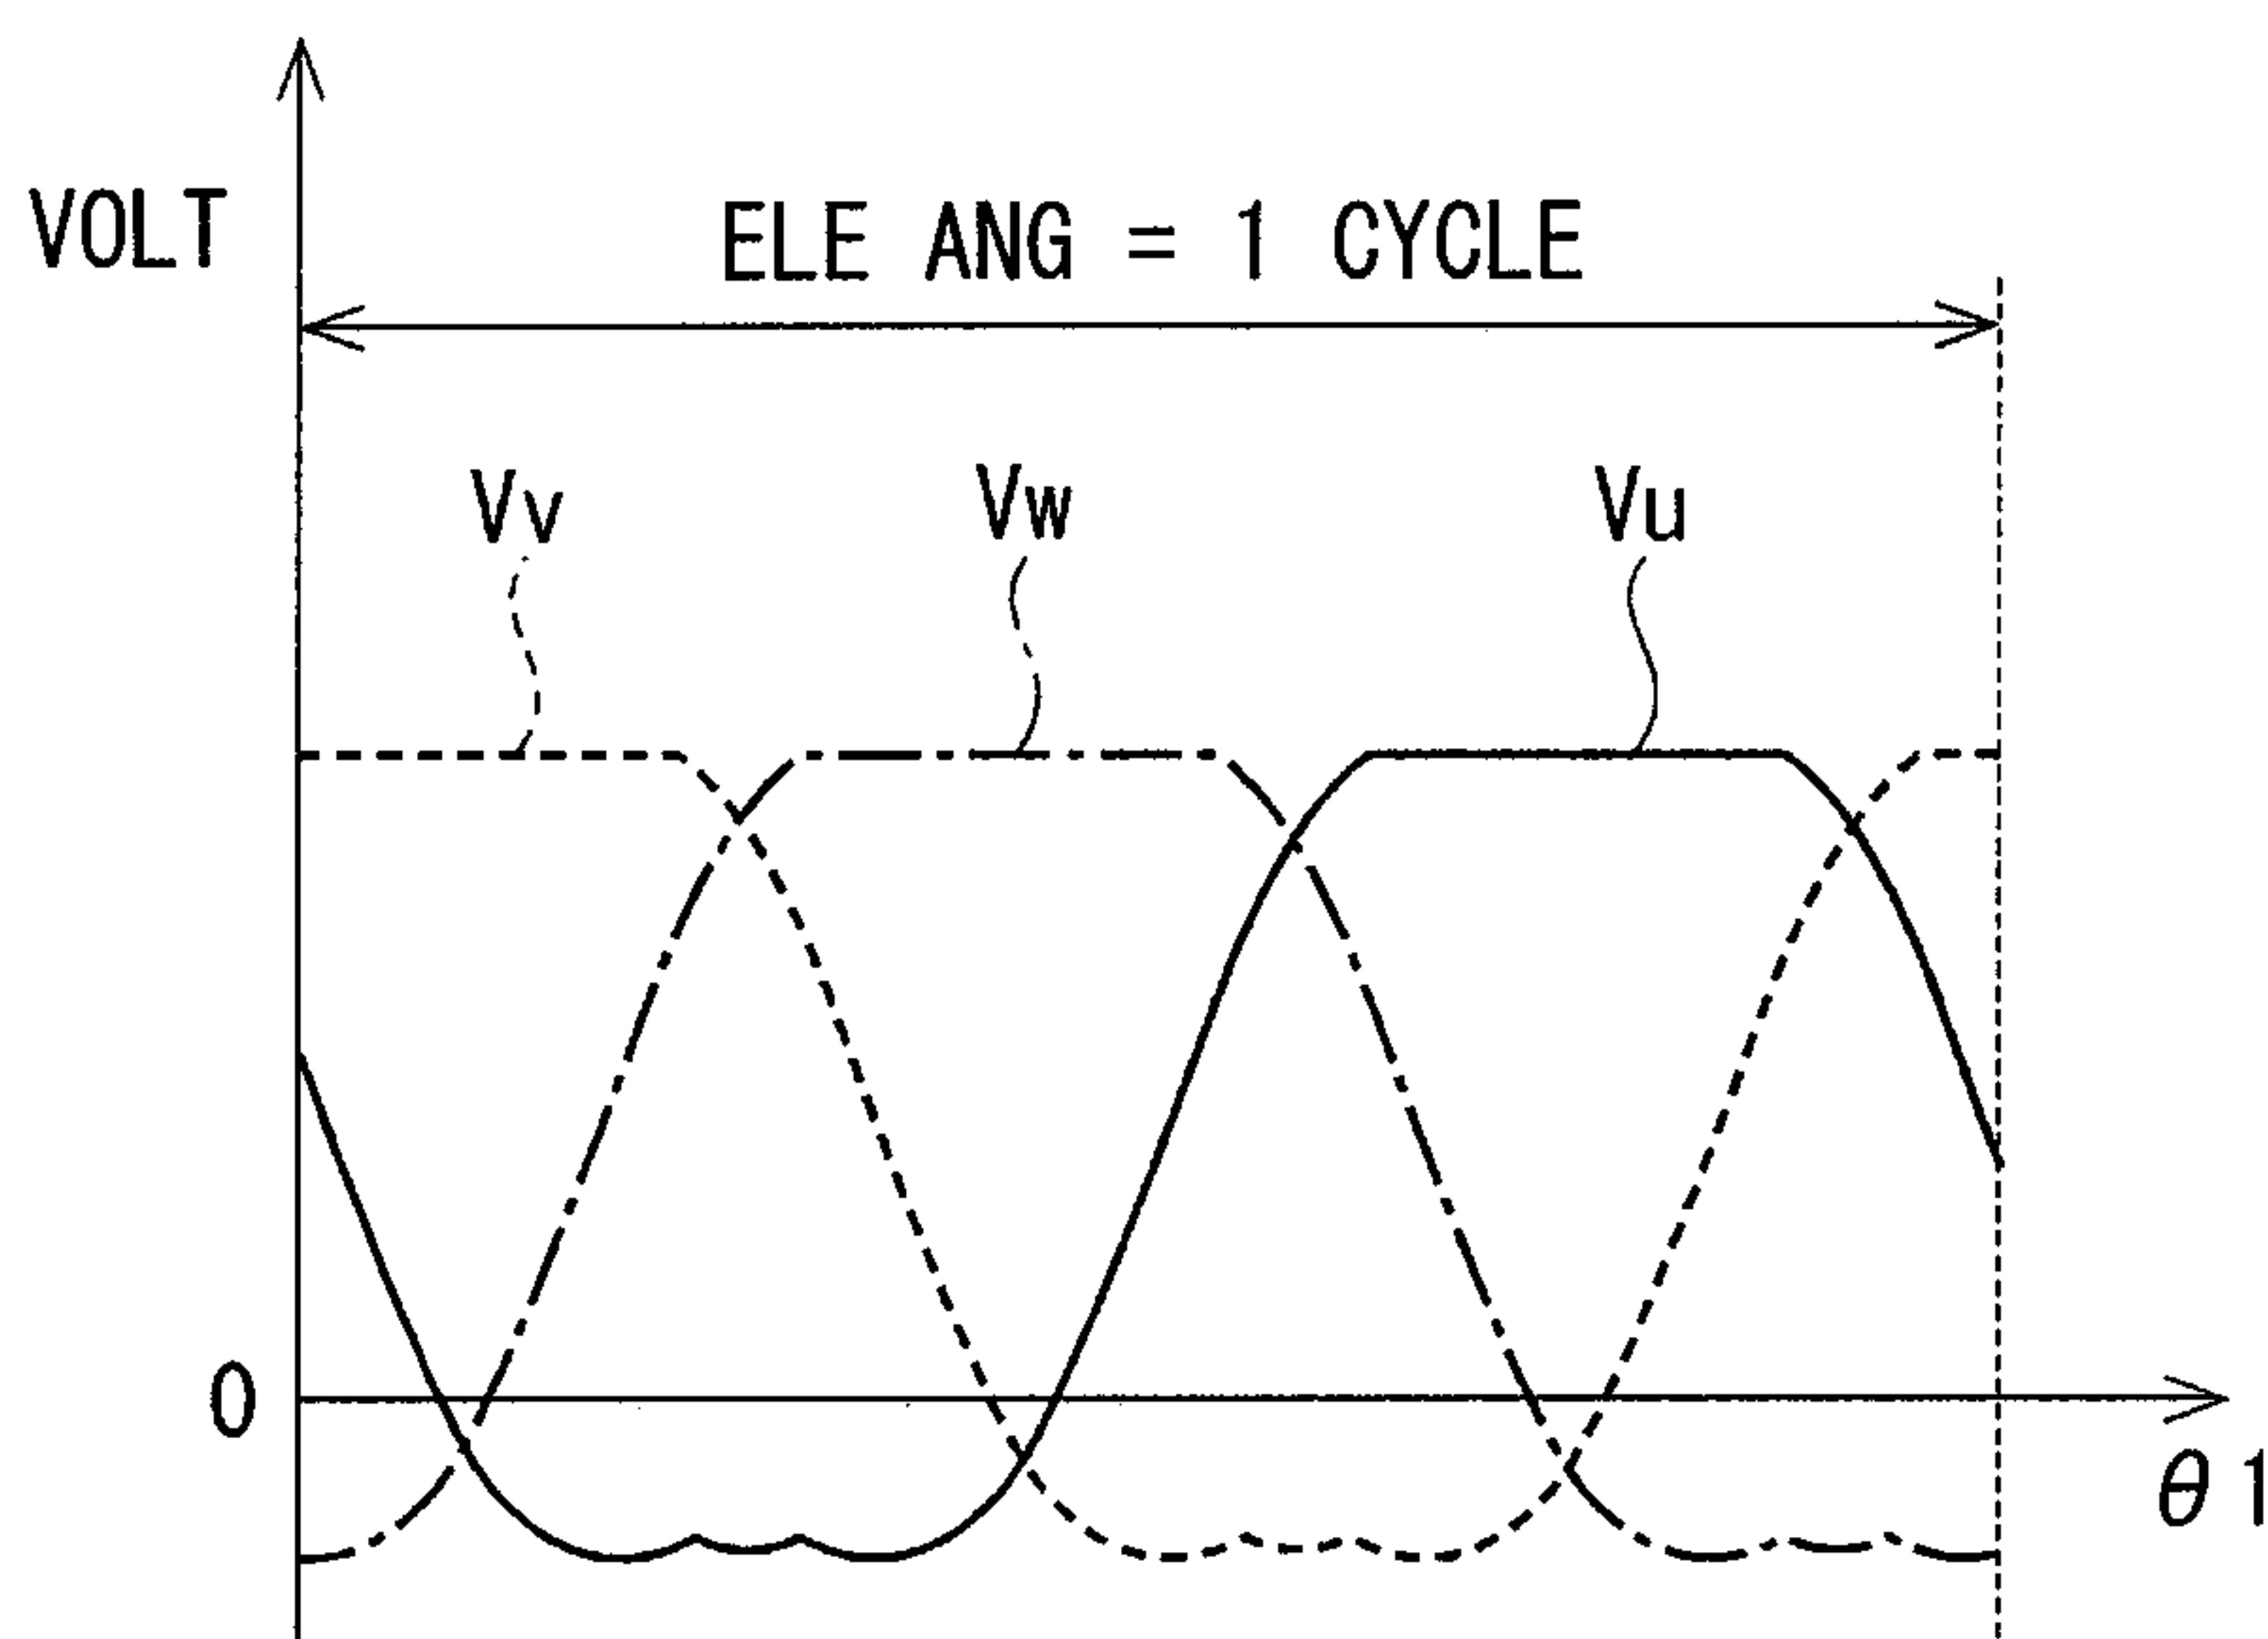 VOLT
ELE ANG = 1 CYCLE
Vv
Vw
Vu
0
θ1